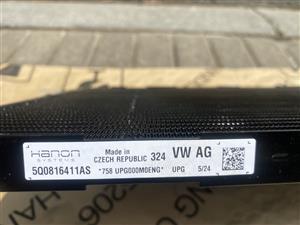 Hanon
SYSTEMS
Made in
CZECH REPUBLIC 324 VW AG
5Q0816411AS *758 UPG000M0ENG* UPG 5/24